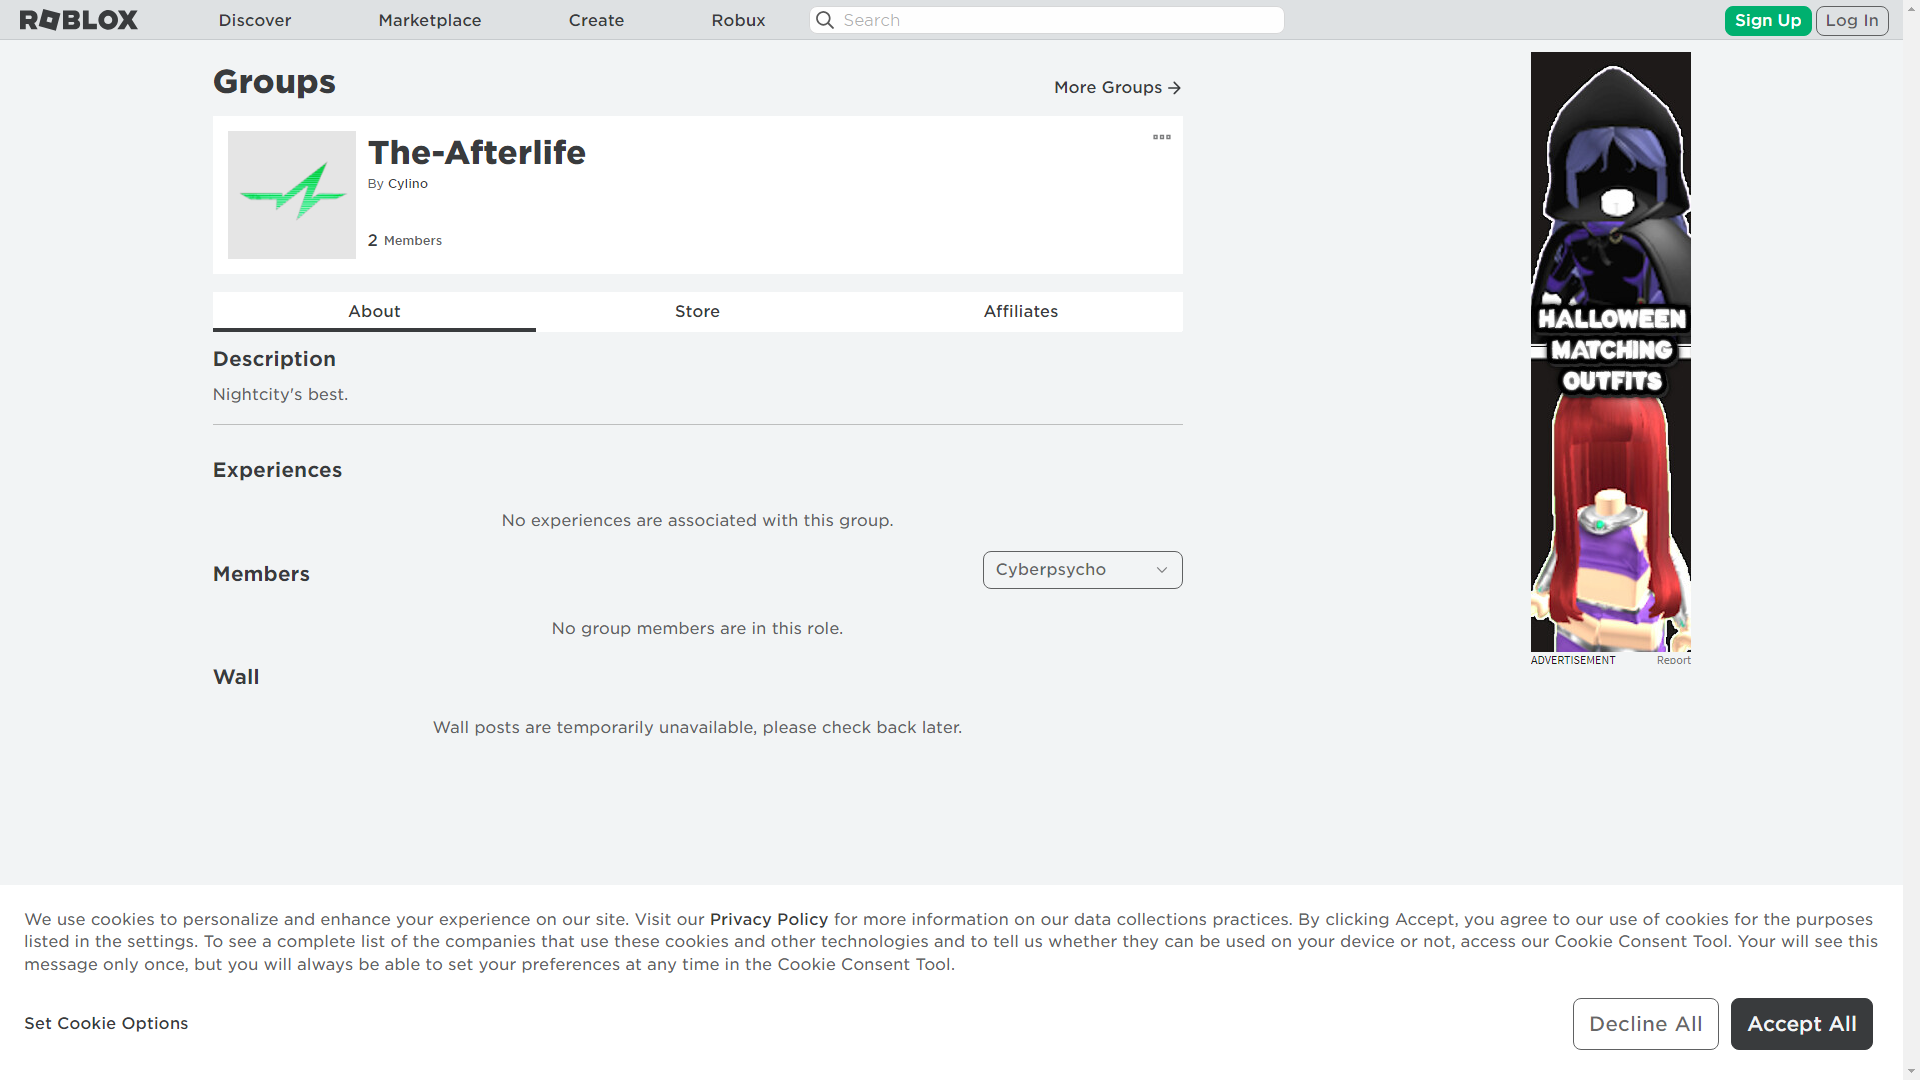 ROBLOX
Discover
Marketplace
Create
Robux
Search
Sign Up
Log In
Groups
More Groups
The-Afterlife
By Cylino
2 Members
About
Store
Affiliates
Description
Nightcity's best.
Experiences
No experiences are associated with this group.
Members
Cyberpsycho
No group members are in this role.
Wall
Wall posts are temporarily unavailable, please check back later.
HALLOWEEN
MATCHING
OUTFITS
ADVERTISEMENT
Report
We use cookies to personalize and enhance your experience on our site. Visit our Privacy Policy for more information on our data collections practices. By clicking Accept, you agree to our use of cookies for the purposes
listed in the settings. To see a complete list of the companies that use these cookies and other technologies and to tell us whether they can be used on your device or not, access our Cookie Consent Tool. Your will see this
message only once, but you will always be able to set your preferences at any time in the Cookie Consent Tool.
Set Cookie Options
Decline All
Accept All